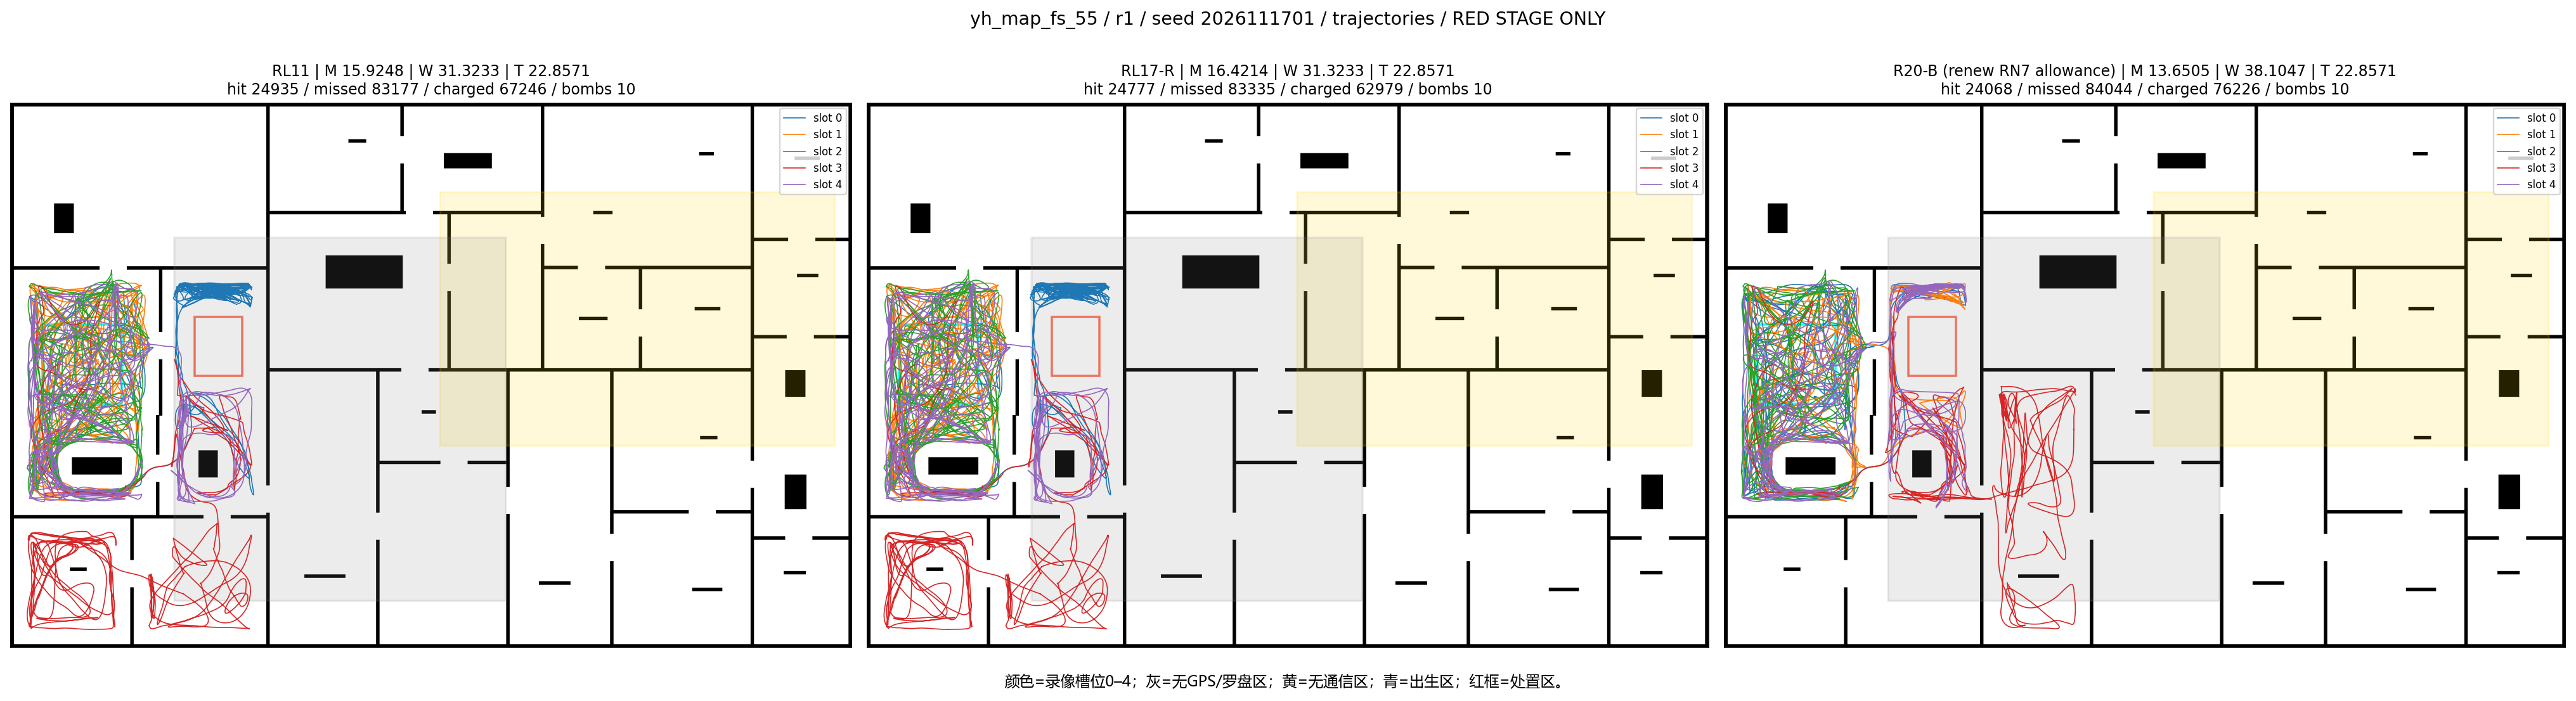 yh_map_fs_55 / r1 / seed 2026111701 / trajectories / RED STAGE ONLY
RL11 | M 15.9248 | W 31.3233 | T 22.8571
hit 24935 / missed 83177 / charged 67246 / bombs 10
slot 0
slot 1
slot 2
slot 3
slot 4
RL17-R | M 16.4214 | W 31.3233 | T 22.8571
hit 24777 / missed 83335 / charged 62979 / bombs 10
slot 0
slot 1
slot 2
slot 3
slot 4
R20-B (renew RN7 allowance) | M 13.6505 | W 38.1047 | T 22.8571
hit 24068 / missed 84044 / charged 76226 / bombs 10
slot 0
slot 1
slot 2
slot 3
slot 4
颜色=录像槽位0—4；灰=无GPS/罗盘区；黄=无通信区；青=出生区；红框=处置区。